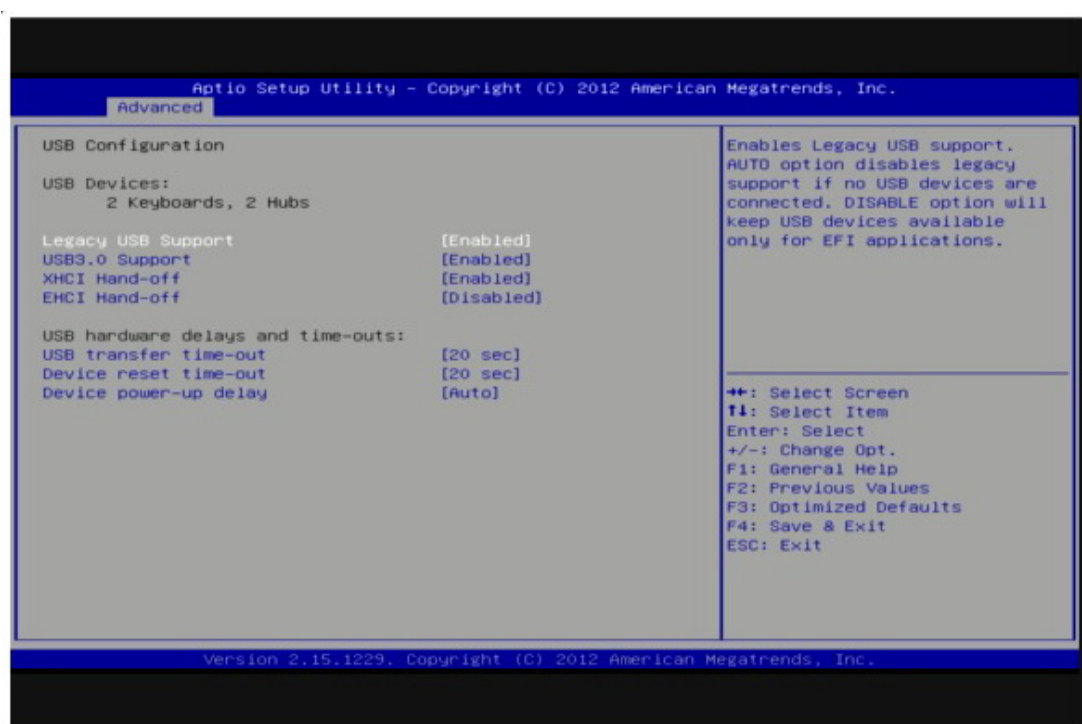 Aptio Setup Utility - Copyright (C) 2012 American Megatrends, Inc.
Advanced
USB Configuration
USB Devices:
2 Keyboards, 2 Hubs
Legacy USB Support [Enabled]
USB3.0 Support [Enabled]
XHCI Hand-off [Enabled]
EHCI Hand-off [Disabled]
USB hardware delays and time-outs:
USB transfer time-out [20 sec]
Device reset time-out [20 sec]
Device power-up delay [Auto]
Enables Legacy USB support.
AUTO option disables legacy
support if no USB devices are
connected. DISABLE option will
keep USB devices available
only for EFI applications.
→←: Select Screen
↑↓: Select Item
Enter: Select
+/-: Change Opt.
F1: General Help
F2: Previous Values
F3: Optimized Defaults
F4: Save & Exit
ESC: Exit
Version 2.15.1229. Copyright (C) 2012 American Megatrends, Inc.